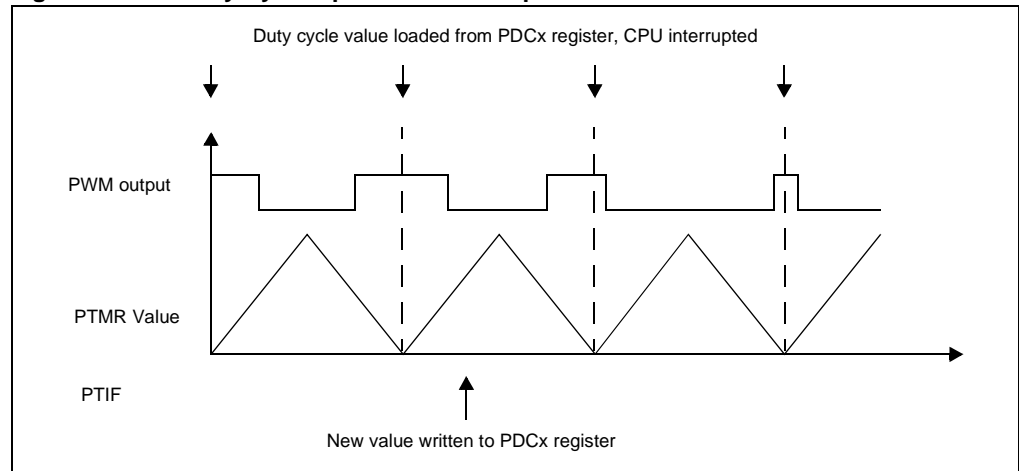 Duty cycle value loaded from PDCx register, CPU interrupted
PWM output
PTMR Value
PTIF
New value written to PDCx register